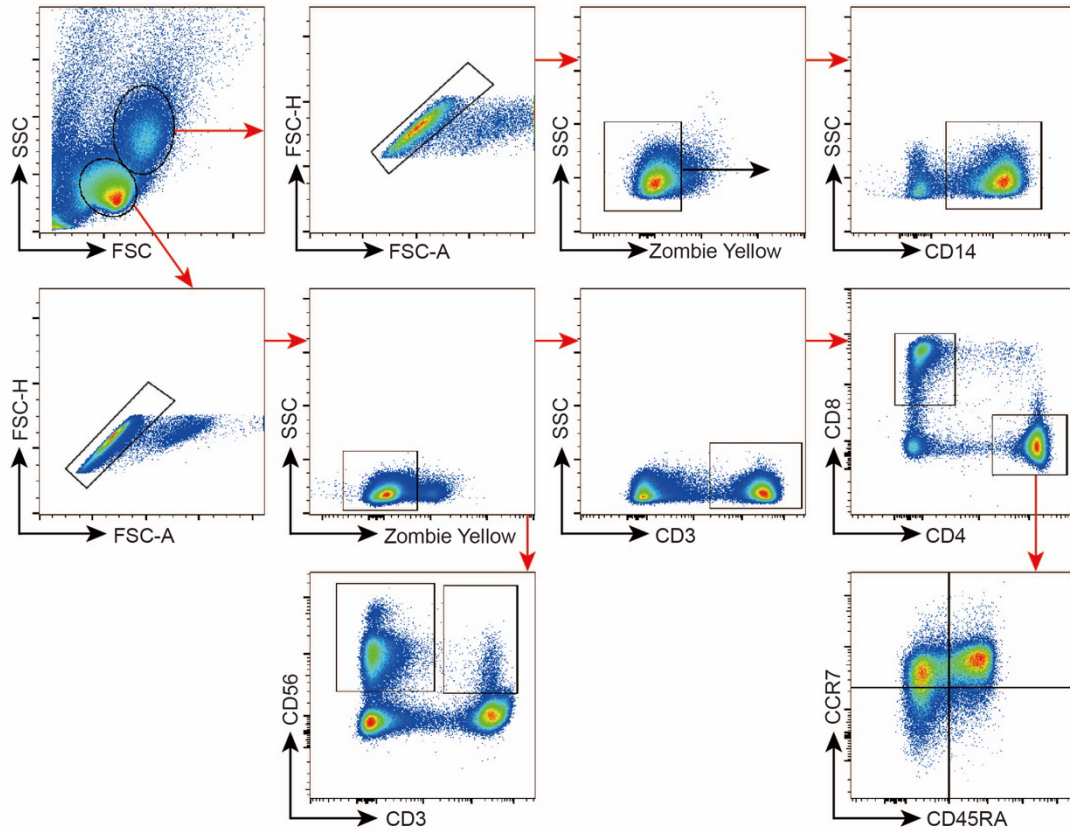 SSC
FSC
FSC-H
FSC-A
SSC
Zombie Yellow
SSC
CD14
FSC-H
FSC-A
SSC
Zombie Yellow
SSC
CD3
CD8
CD4
CD56
CD3
CCR7
CD45RA